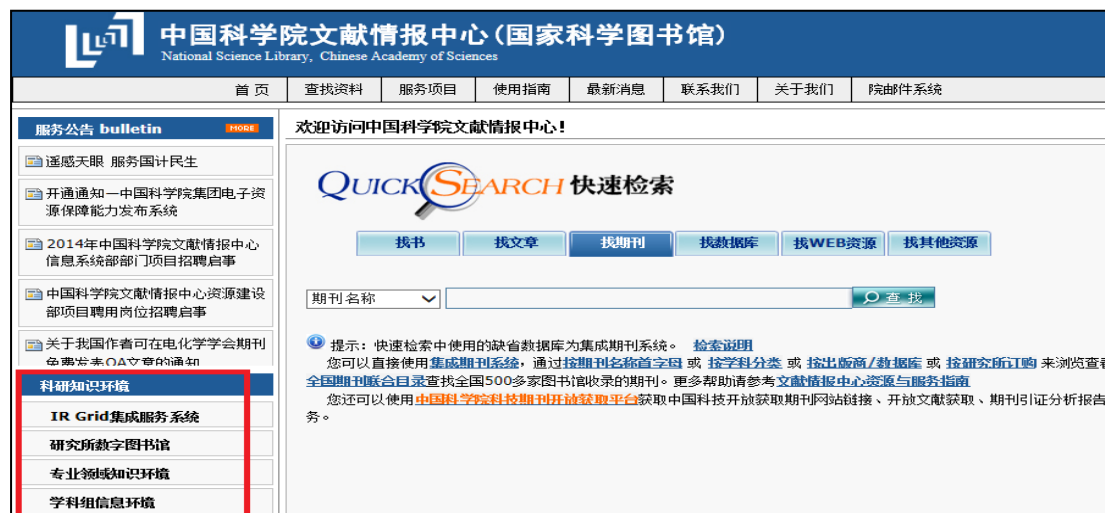 中国科学院文献情报中心(国家科学图书馆)
National Science Library, Chinese Academy of Sciences
首 页 查找资料 服务项目 使用指南 最新消息 联系我们 关于我们 院邮件系统
服务公告 bulletin MORE
遥感天眼 服务国计民生
开通通知—中国科学院集团电子资
源保障能力发布系统
2014年中国科学院文献情报中心
信息系统部部门项目招聘启事
中国科学院文献情报中心资源建设
部项目聘用岗位招聘启事
关于我国作者可在电化学学会期刊
免费发表OA文章的通知
科研知识环境
IR Grid集成服务系统
研究所数字图书馆
专业领域知识环境
学科组信息环境
欢迎访问中国科学院文献情报中心!
QUICK SEARCH 快速检索
找书 找文章 找期刊 找数据库 找WEB资源 找其他资源
期刊名称 查 找
提示:快速检索中使用的缺省数据库为集成期刊系统。 检索说明
您可以直接使用集成期刊系统,通过按期刊名称首字母 或 按学科分类 或 按出版商/数据库 或 按研究所订购 来浏览查看
全国期刊联合目录查找全国500多家图书馆收录的期刊。更多帮助请参考文献情报中心资源与服务指南
您还可以使用中国科学院科技期刊开放获取平台获取中国科技开放获取期刊网站链接、开放文献获取、期刊引证分析报告
务。